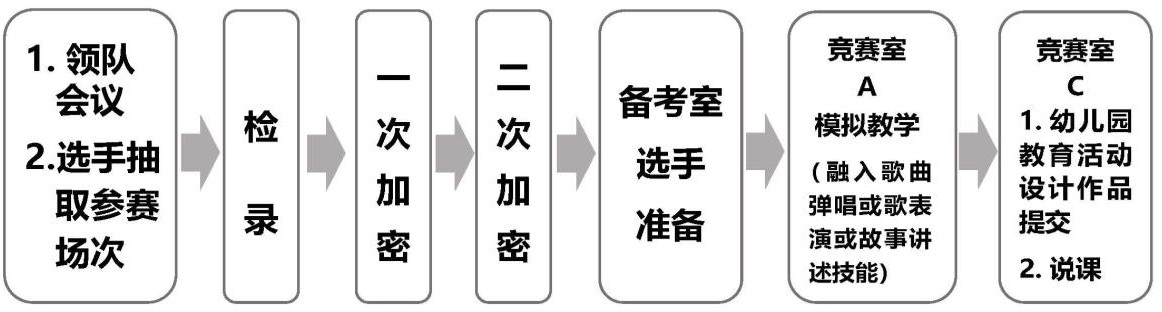 1. 领队
会议
2.选手抽
取参赛
场次
检
录
一
次
加
密
二
次
加
密
备考室
选手
准备
竞赛室
A
模拟教学
(融入歌曲
弹唱或歌表
演或故事讲
述技能)
竞赛室
C
1. 幼儿园
教育活动
设计作品
提交
2. 说课